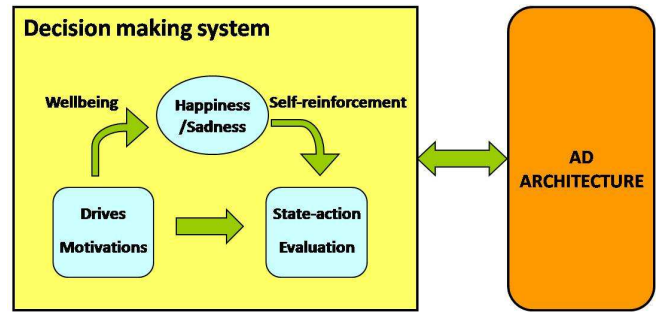 Decision making system
Wellbeing
Happiness
/Sadness
Self-reinforcement
Drives
Motivations
State-action
Evaluation
AD
ARCHITECTURE